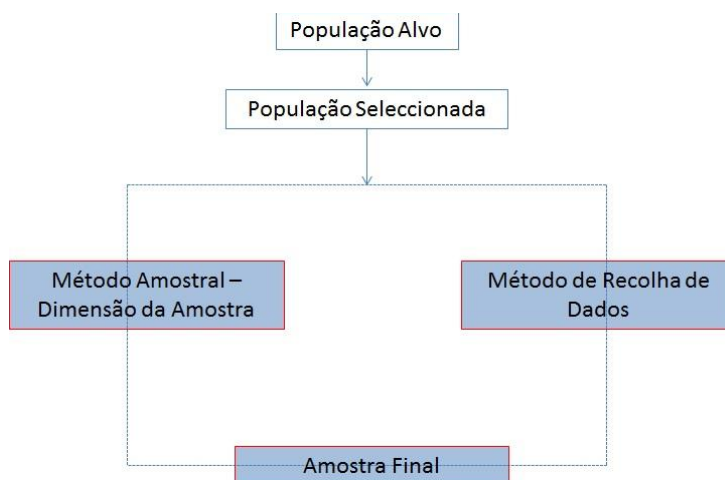 População Alvo
População Seleccionada
Método Amostral –
Dimensão da Amostra
Método de Recolha de
Dados
Amostra Final